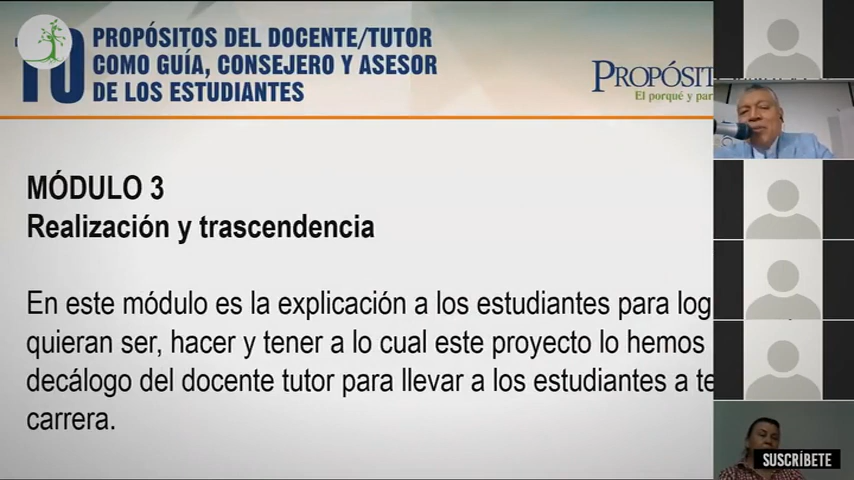 10 PROPÓSITOS DEL DOCENTE/TUTOR
COMO GUÍA, CONSEJERO Y ASESOR
DE LOS ESTUDIANTES
PROPÓSIT
El porqué y par
MÓDULO 3
Realización y trascendencia
En este módulo es la explicación a los estudiantes para log
quieran ser, hacer y tener a lo cual este proyecto lo hemos
decálogo del docente tutor para llevar a los estudiantes a te
carrera.
SUSCRÍBETE